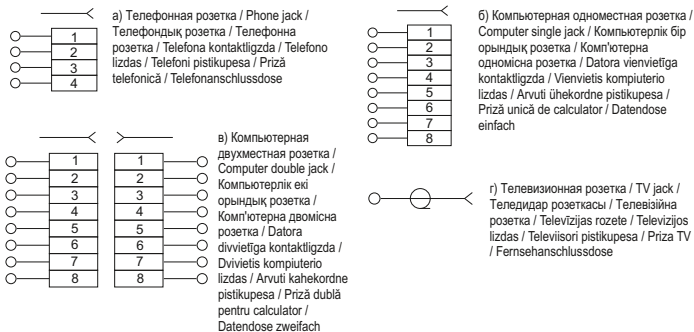 а) Телефонная розетка / Phone jack /
Телефондық розетка / Телефонна
розетка / Telefona kontaktligzda / Telefono
lizdas / Telefoni pistikupesa / Priză
telefonică / Telefonanschlussdose
1
2
3
4
б) Компьютерная одноместная розетка /
Computer single jack / Компьютерлік бір
орындық розетка / Комп'ютерна
одномісна розетка / Datora vienvietīga
kontaktligzda / Vienvietis kompiuterio
lizdas / Arvuti ühekordne pistikupesa /
Priză unică de calculator / Datendose
einfach
1
2
3
4
5
6
7
8
в) Компьютерная
двухместная розетка /
Computer double jack /
Компьютерлік екі
орындық розетка /
Комп'ютерна двомісна
розетка / Datora
divvietīga kontaktligzda /
Dvivietis kompiuterio
lizdas / Arvuti kahekordne
pistikupesa / Priză dublă
pentru calculator /
Datendose zweifach
1 1
2 2
3 3
4 4
5 5
6 6
7 7
8 8
г) Телевизионная розетка / TV jack /
Теледидар розеткасы / Телевізійна
розетка / Televīzijas rozete / Televizijos
lizdas / Televiisori pistikupesa / Priza TV
/ Fernsehanschlussdose